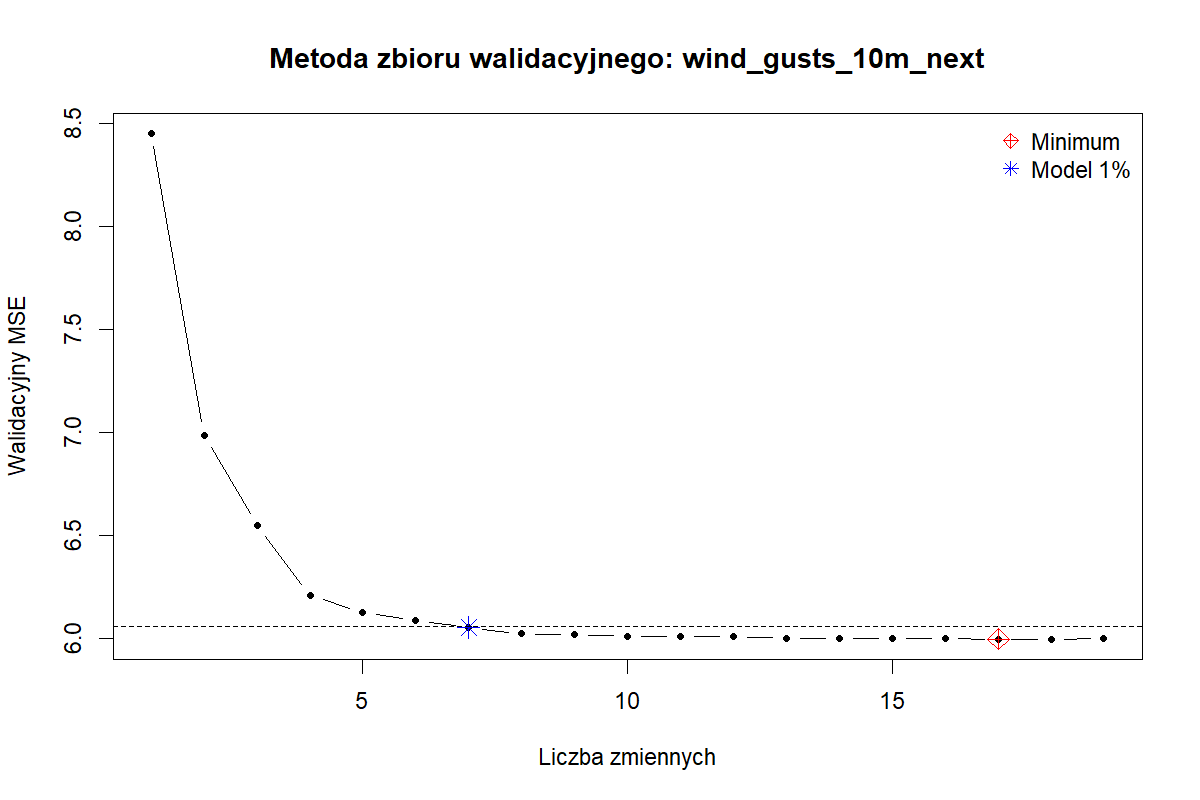 Metoda zbioru walidacyjnego: wind_gusts_10m_next
Minimum
Model 1%
Walidacyjny MSE
8.5
8.0
7.5
7.0
6.5
6.0
5
10
15
Liczba zmiennych